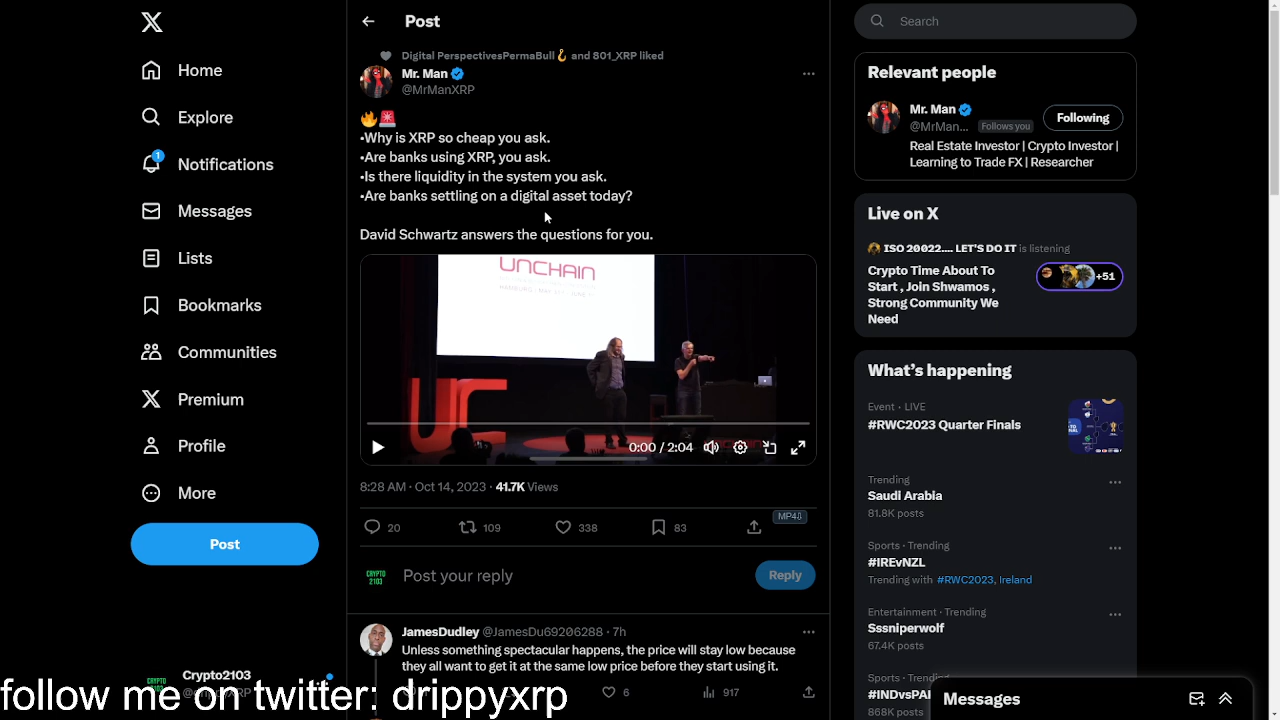 Home
Explore
1
Notifications
Messages
Lists
Bookmarks
Communities
Premium
Profile
More
Post
Crypto2103
follow me on twitter: drippyxrp
Post
Digital PerspectivesPermaBull🪝 and 801_XRP liked
Mr. Man
@MrManXRP
🔥🚨
•Why is XRP so cheap you ask.
•Are banks using XRP, you ask.
•Is there liquidity in the system you ask.
•Are banks settling on a digital asset today?
David Schwartz answers the questions for you.
UNCHAIN
UC
0:00 / 2:04
8:28 AM · Oct 14, 2023 · 41.7K Views
20 109 338 83
MP4⇩
CRYPTO
2103
Post your reply
Reply
JamesDudley @JamesDu69206288 · 7h
Unless something spectacular happens, the price will stay low because
they all want to get it at the same low price before they start using it.
6 917
Search
Relevant people
Mr. Man
@MrMan... Follows you
Following
Real Estate Investor | Crypto Investor |
Learning to Trade FX | Researcher
Live on X
ISO 20022.... LET'S DO IT is listening
Crypto Time About To
Start , Join Shwamos ,
Strong Community We
Need
+51
What's happening
Event · LIVE
#RWC2023 Quarter Finals
Trending
Saudi Arabia
81.8K posts
Sports · Trending
#IREvNZL
Trending with #RWC2023, Ireland
Entertainment · Trending
Sssniperwolf
67.4K posts
Sports · Trending
#INDvsPAK
868K posts
Messages